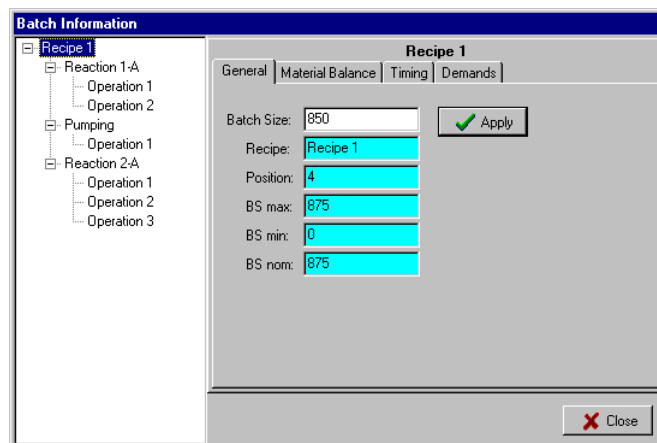 Batch Information
Recipe 1
Reaction 1-A
Operation 1
Operation 2
Pumping
Operation 1
Reaction 2-A
Operation 1
Operation 2
Operation 3
Recipe 1
General Material Balance Timing Demands
Batch Size: 850 Apply
Recipe: Recipe 1
Position: 4
BS max: 875
BS min: 0
BS nom: 875
Close